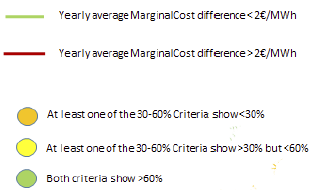 Yearly average MarginalCost difference<2€/MWh
Yearly average MarginalCost difference>2€/MWh
At least one of the 30-60% Criteria show<30%
At least one of the 30-60% Criteria show>30% but<60%
Both criteria show >60%